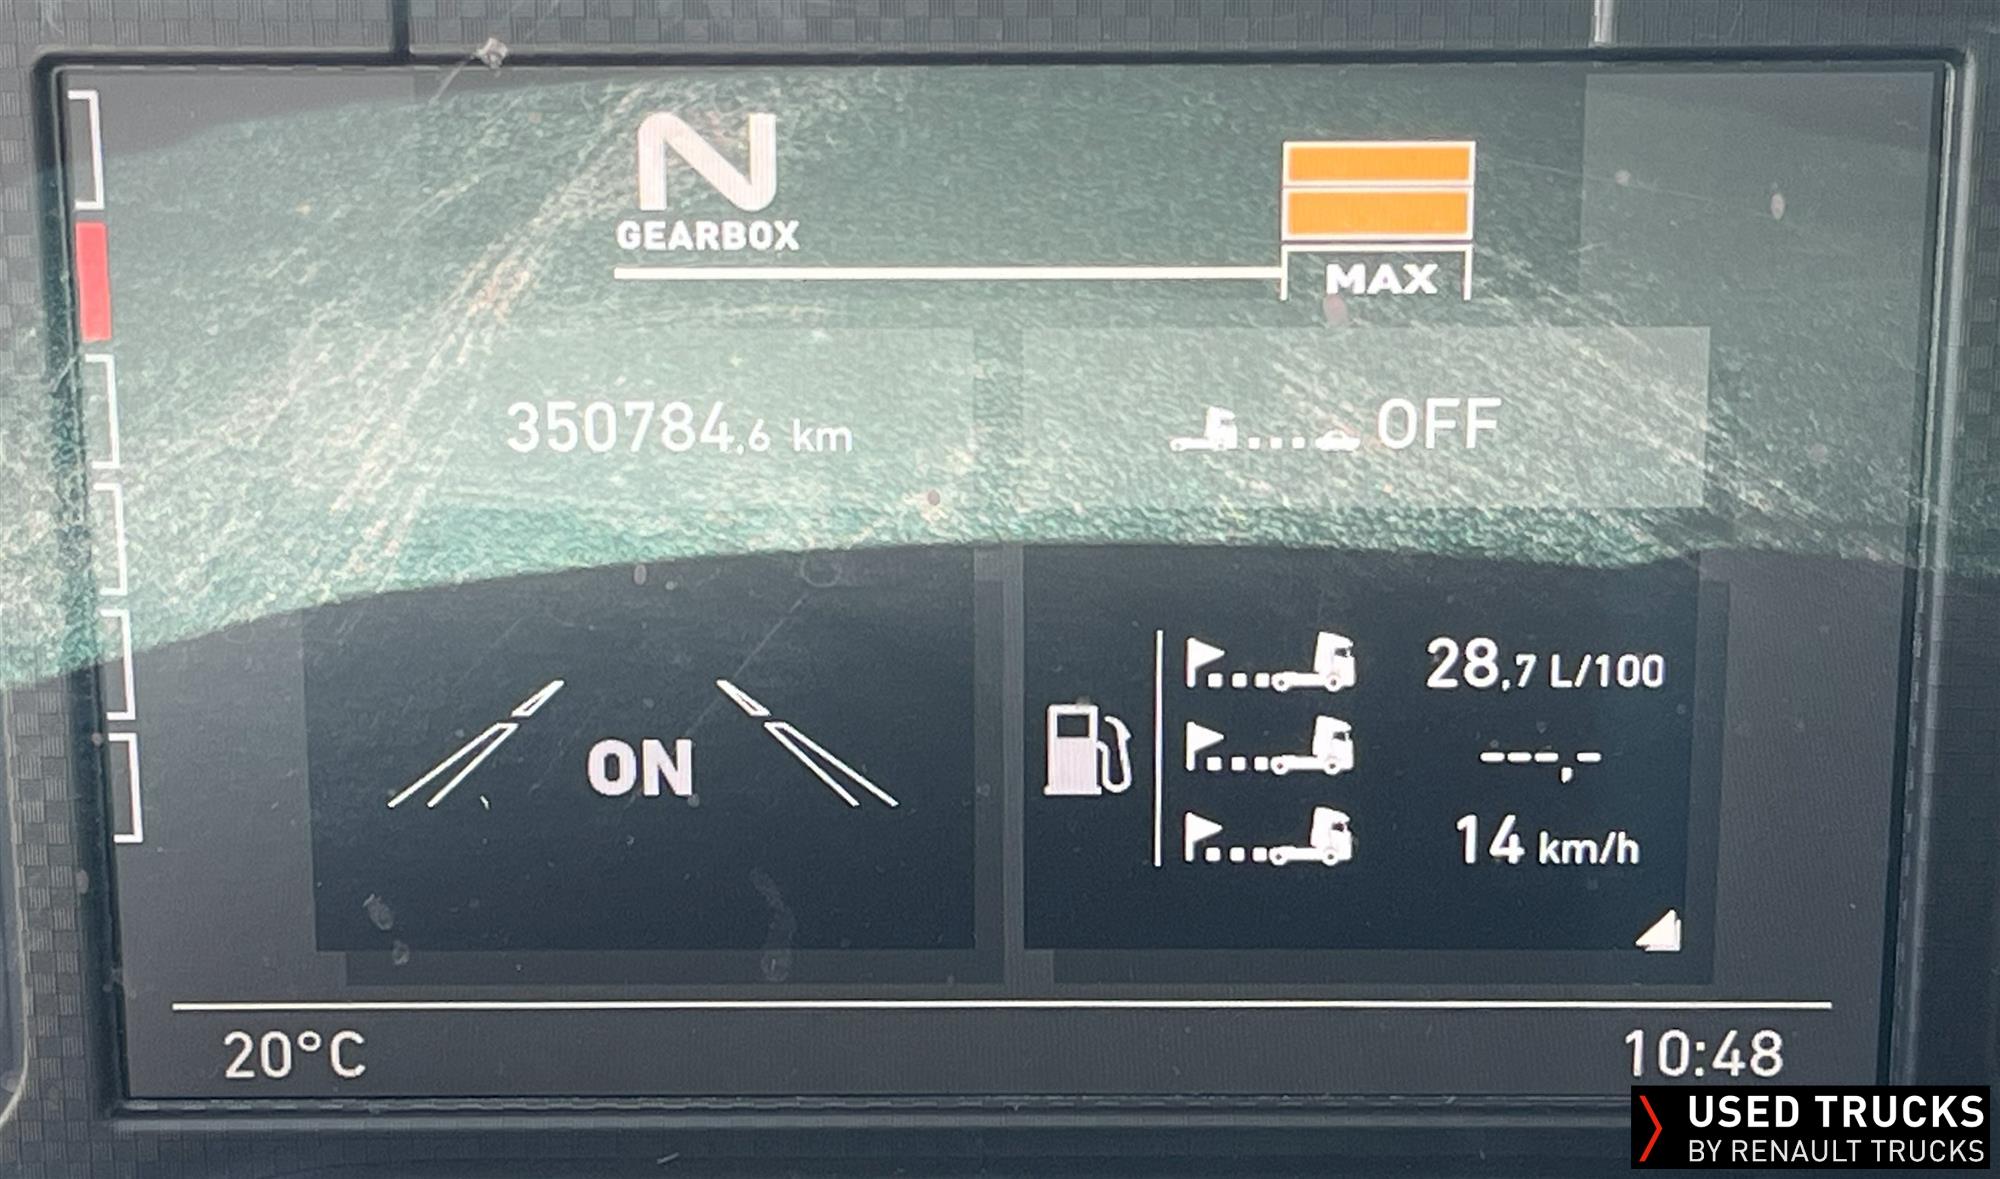 N
GEARBOX
MAX
350784,6 km
OFF
ON
28,7 L/100
---,-
14 km/h
20°C
10:48
USED TRUCKS
BY RENAULT TRUCKS